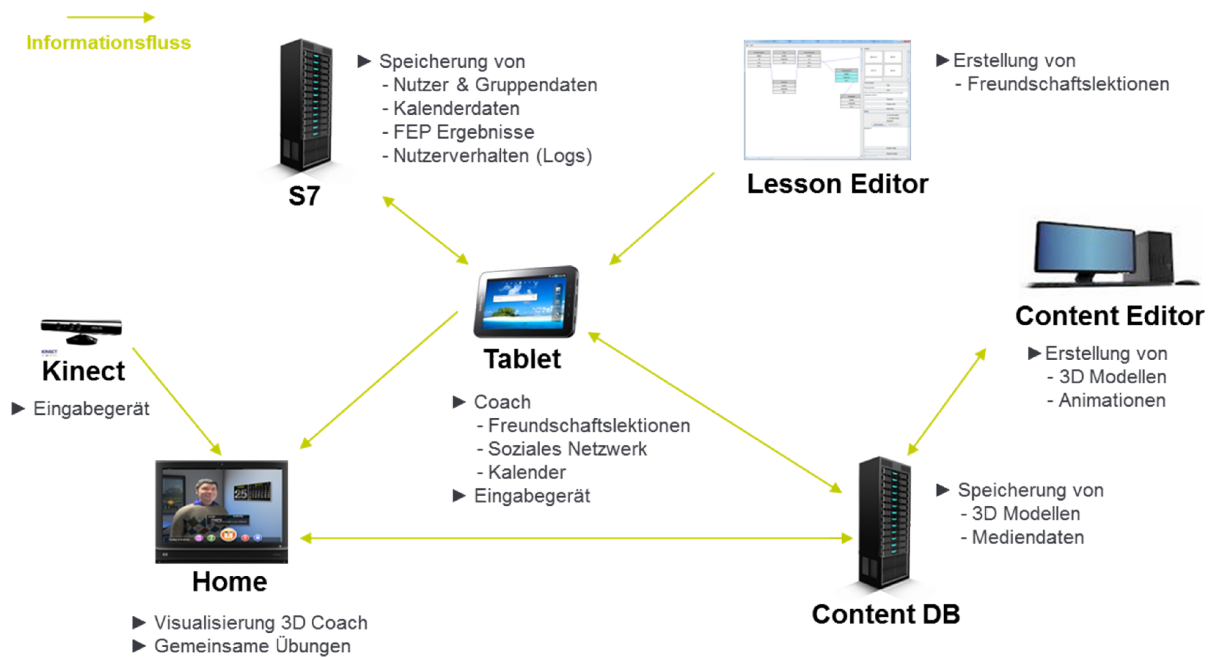 Informationsfluss
► Speicherung von
- Nutzer & Gruppendaten
- Kalenderdaten
- FEP Ergebnisse
- Nutzerverhalten (Logs)
S7
► Erstellung von
- Freundschaftslektionen
Lesson Editor
Content Editor
► Erstellung von
- 3D Modellen
- Animationen
KINECT
Kinect
► Eingabegerät
Tablet
► Coach
- Freundschaftslektionen
- Soziales Netzwerk
- Kalender
► Eingabegerät
25
Home
► Visualisierung 3D Coach
► Gemeinsame Übungen
► Speicherung von
- 3D Modellen
- Mediendaten
Content DB